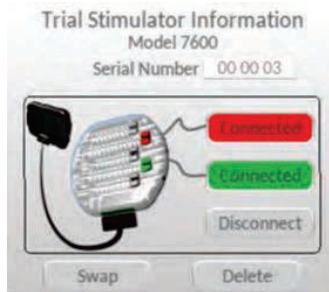 Trial Stimulator Information
Model 7600
Serial Number 00 00 03
Connected
Connected
Disconnect
Swap Delete